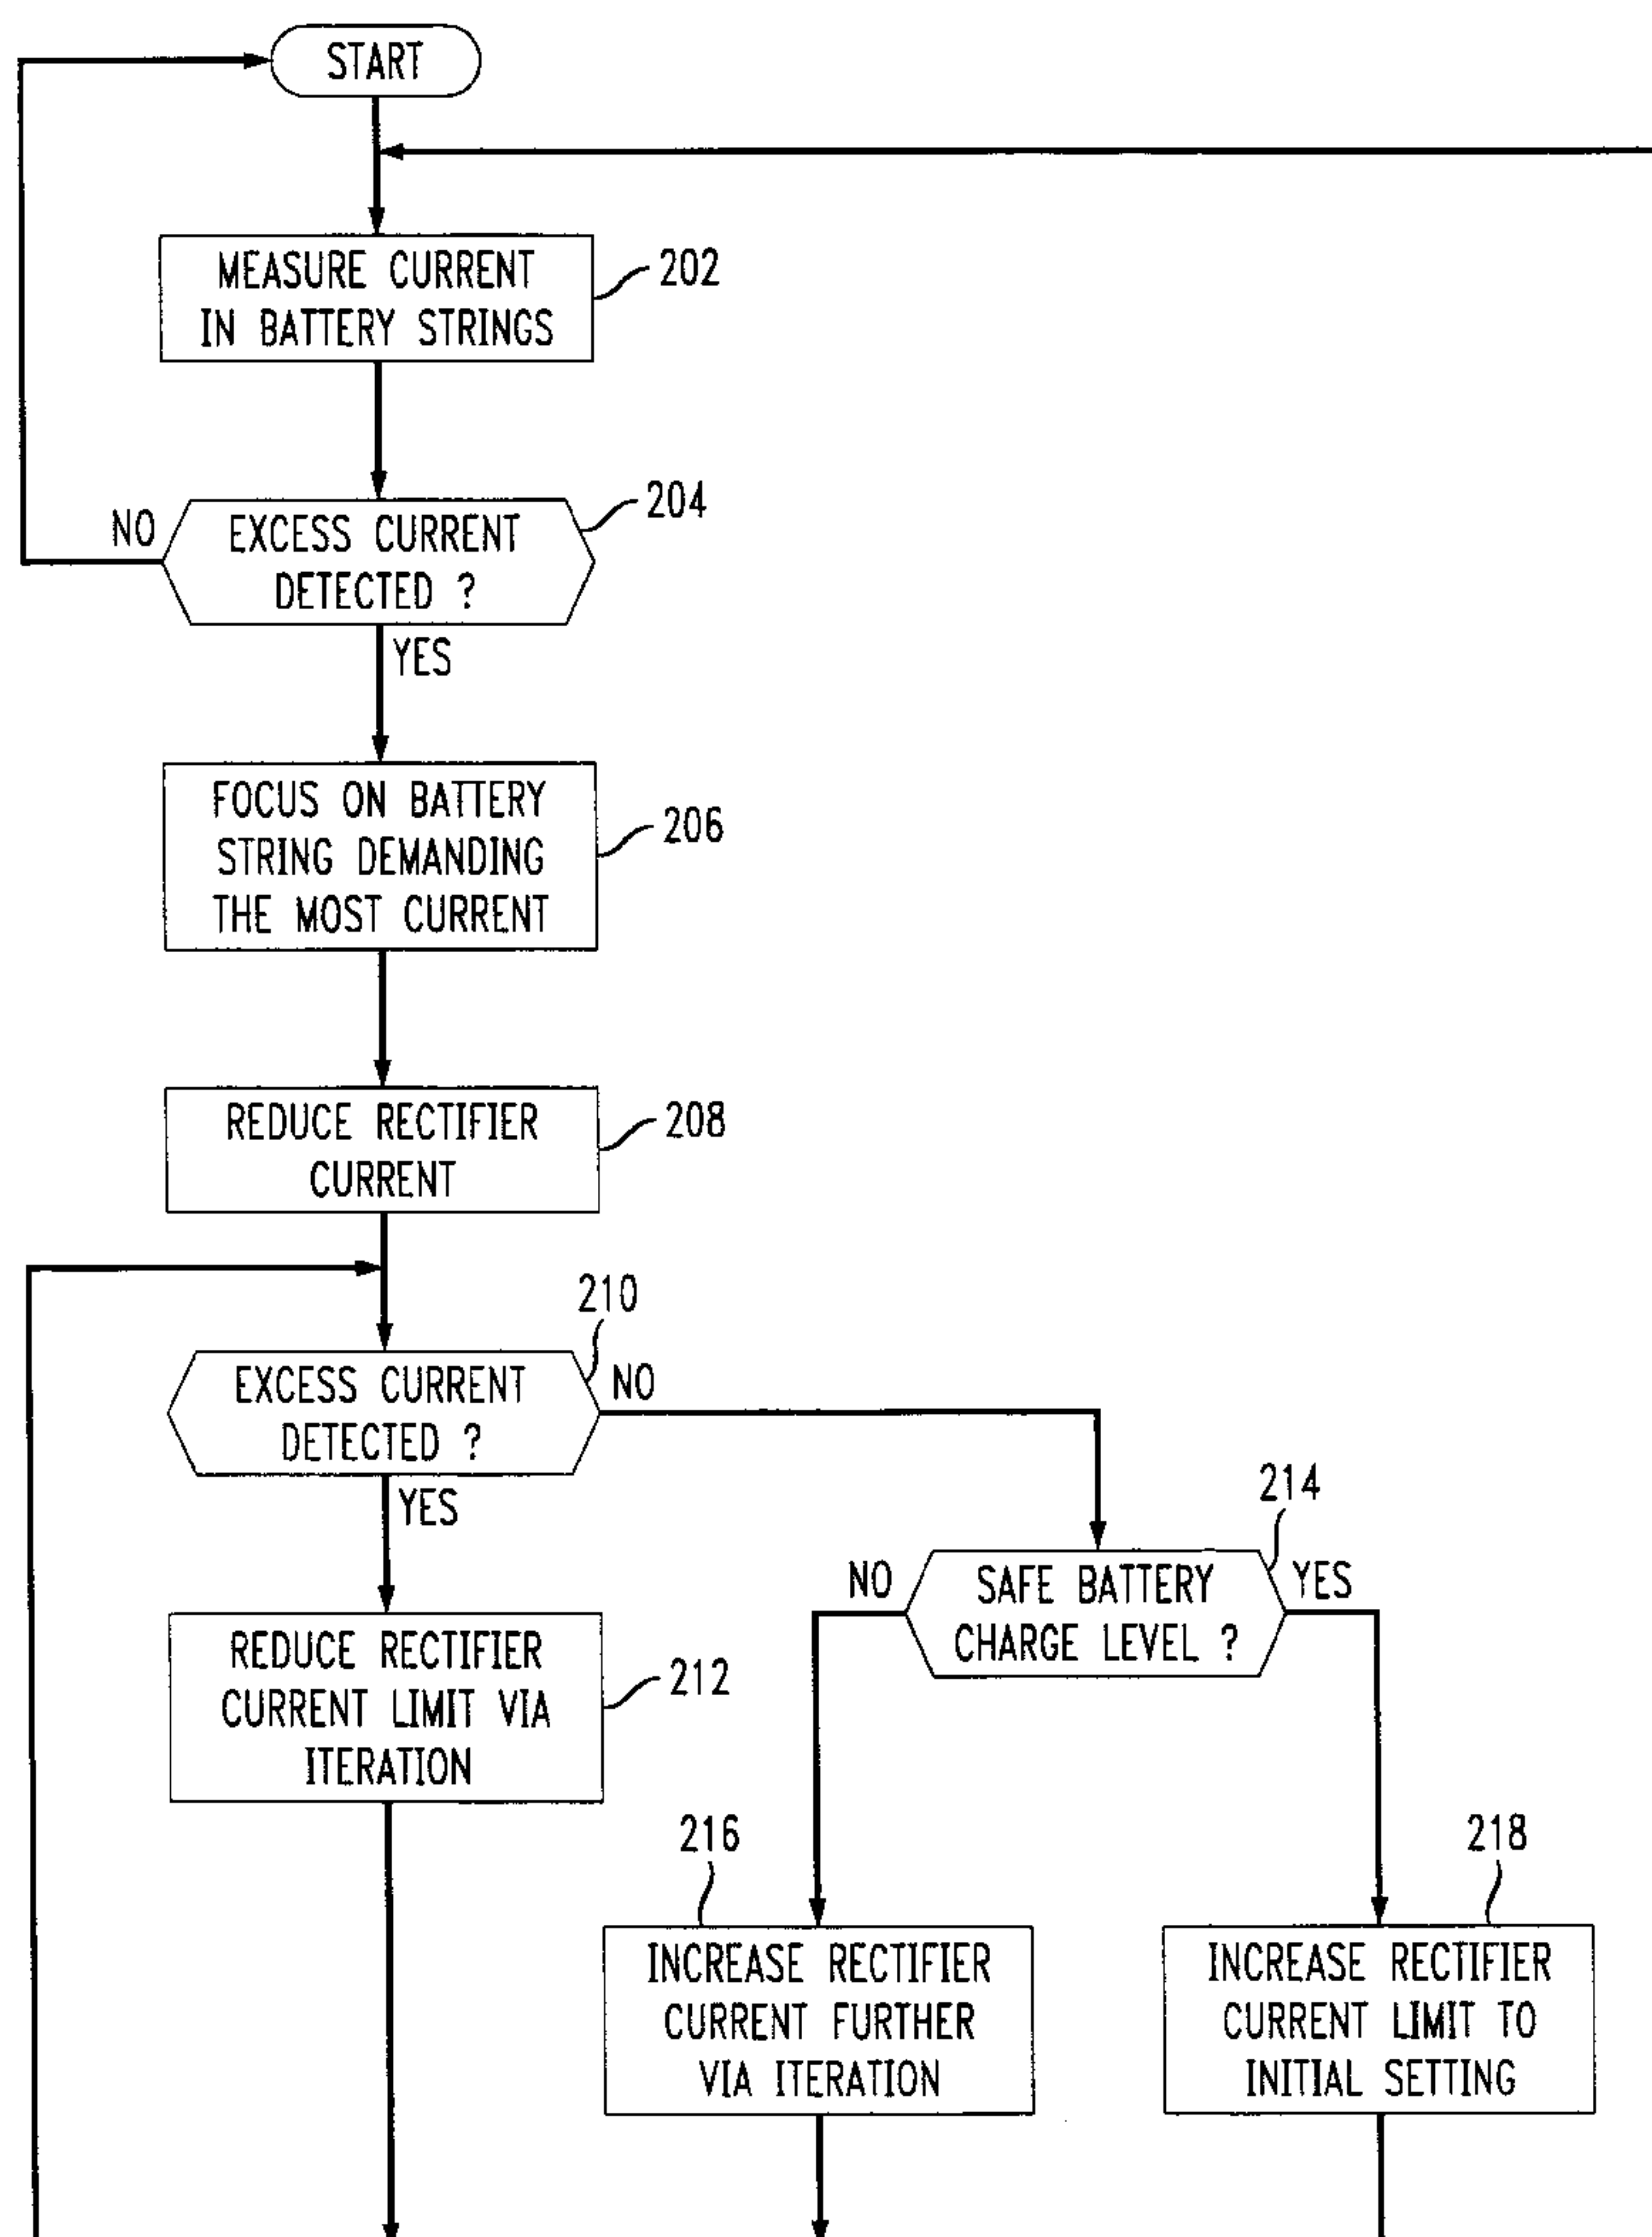 START
MEASURE CURRENT
IN BATTERY STRINGS
202
EXCESS CURRENT
DETECTED ?
204
NO
YES
FOCUS ON BATTERY
STRING DEMANDING
THE MOST CURRENT
206
REDUCE RECTIFIER
CURRENT
208
EXCESS CURRENT
DETECTED ?
210
NO
YES
REDUCE RECTIFIER
CURRENT LIMIT VIA
ITERATION
212
SAFE BATTERY
CHARGE LEVEL ?
214
NO
YES
216
INCREASE RECTIFIER
CURRENT FURTHER
VIA ITERATION
218
INCREASE RECTIFIER
CURRENT LIMIT TO
INITIAL SETTING